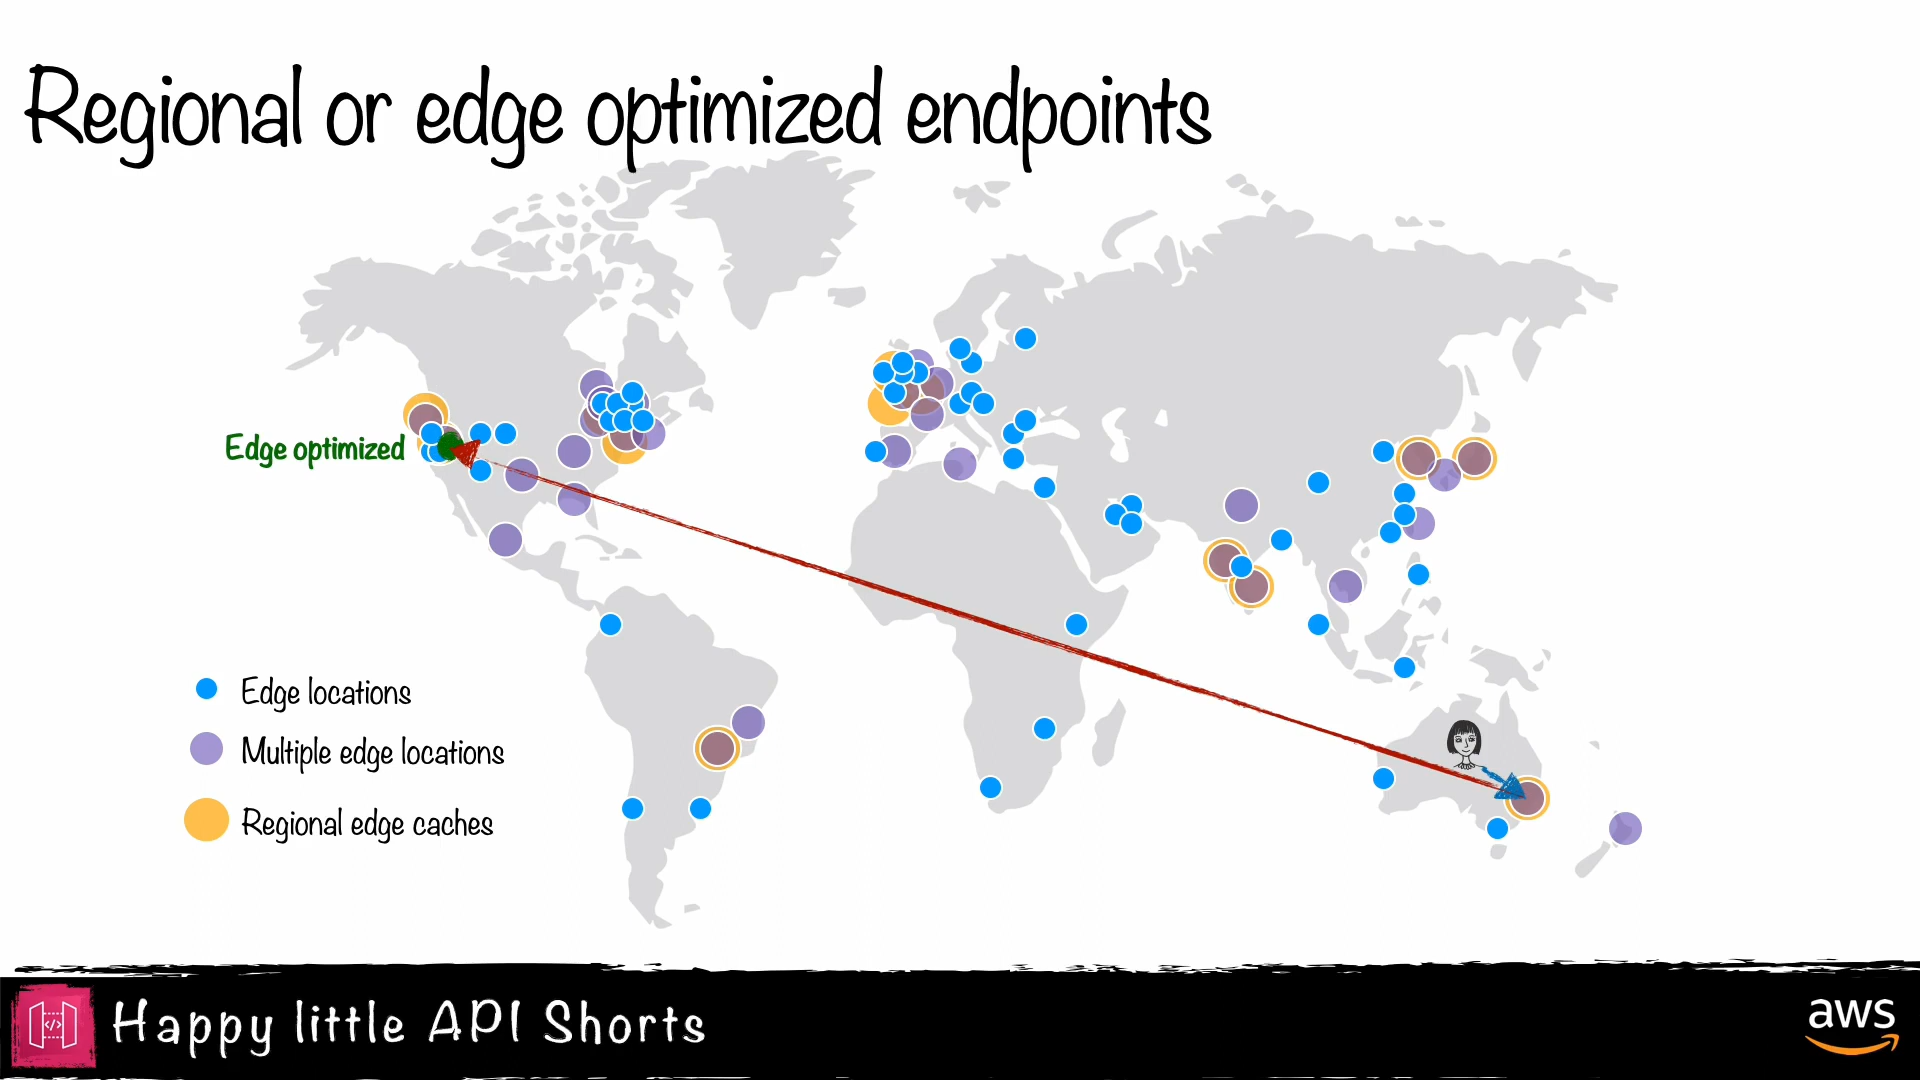 Regional or edge optimized endpoints
Edge optimized
Edge locations
Multiple edge locations
Regional edge caches
</>
Happy little API Shorts
aws